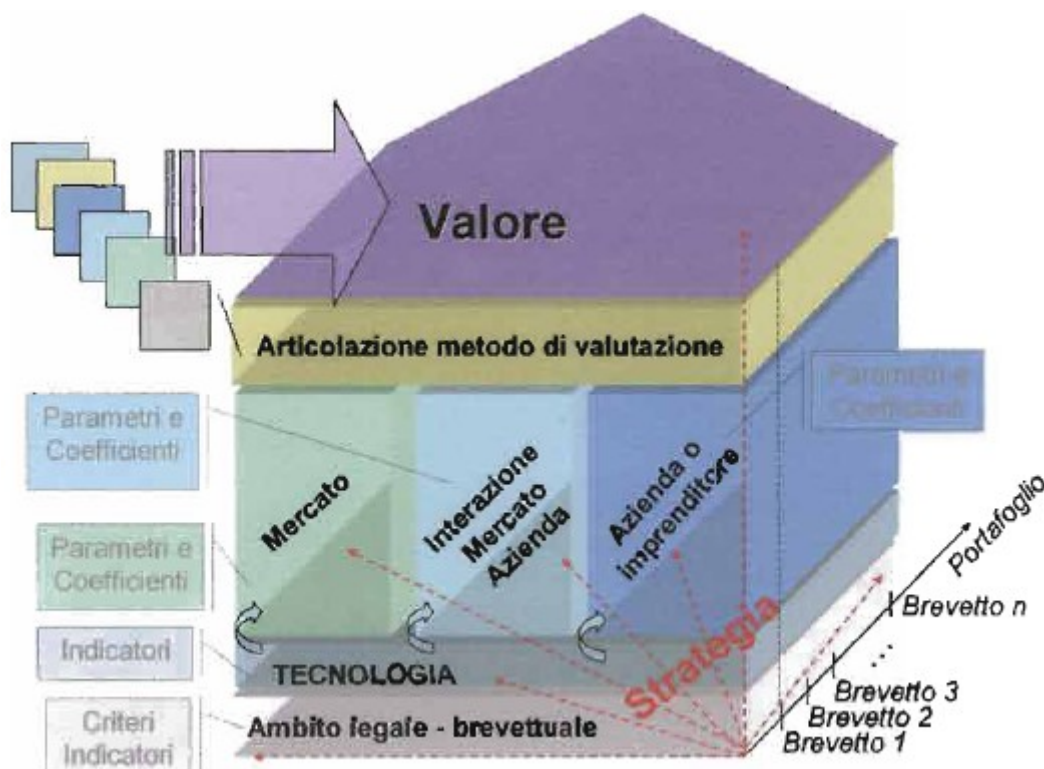 Valore
Articolazione metodo di valutazione
Parametri e
Coefficienti
Parametri e
Coefficienti
Mercato
Interazione
Mercato
Azienda
Azienda o
imprenditore
Parametri e
Coefficienti
Indicatori
TECNOLOGIA
Criteri
Indicatori
Ambito legale - brevettuale
Strategia
Portafoglio
Brevetto n
...
Brevetto 3
Brevetto 2
Brevetto 1